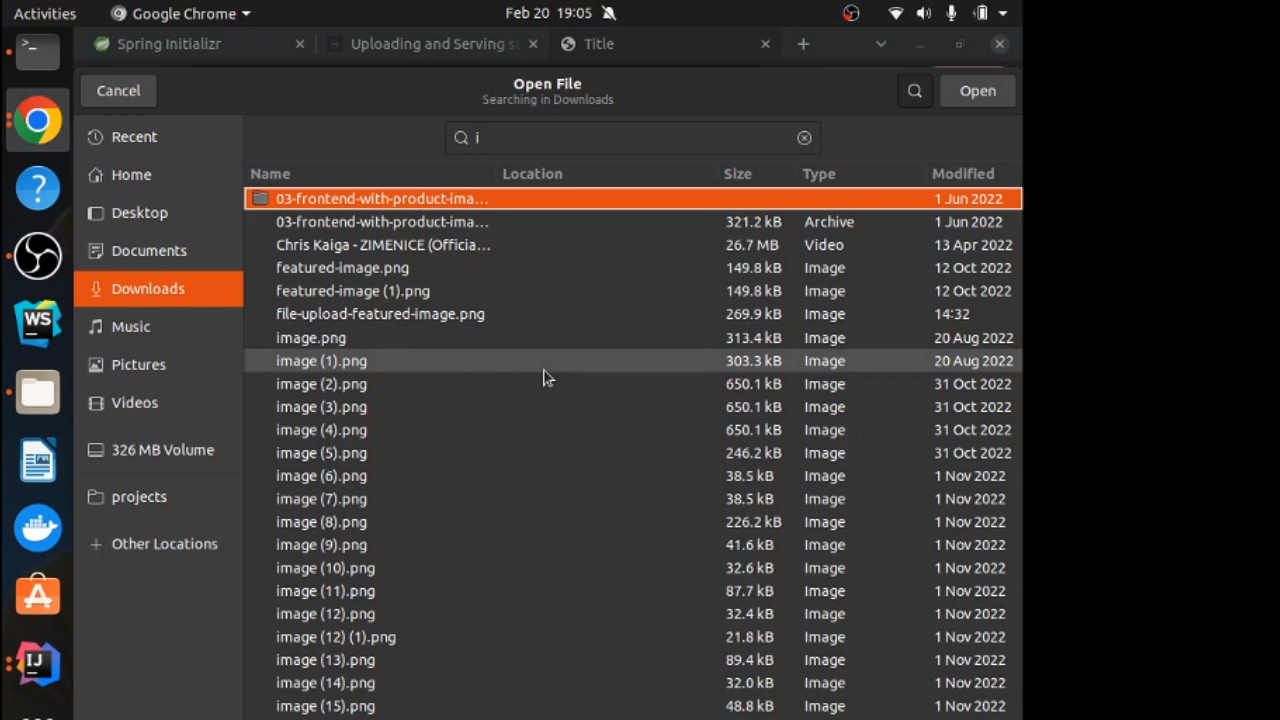 Activities Google Chrome Feb 20 19:05
Spring Initializr Uploading and Serving s Title
Cancel Open File Open
Searching in Downloads
i
Recent
Home
Desktop
Documents
Downloads
Music
Pictures
Videos
326 MB Volume
projects
Other Locations
Name Location Size Type Modified
03-frontend-with-product-ima... 1 Jun 2022
03-frontend-with-product-ima... 321.2 kB Archive 1 Jun 2022
Chris Kaiga - ZIMENICE (Officia... 26.7 MB Video 13 Apr 2022
featured-image.png 149.8 kB Image 12 Oct 2022
featured-image (1).png 149.8 kB Image 12 Oct 2022
file-upload-featured-image.png 269.9 kB Image 14:32
image.png 313.4 kB Image 20 Aug 2022
image (1).png 303.3 kB Image 20 Aug 2022
image (2).png 650.1 kB Image 31 Oct 2022
image (3).png 650.1 kB Image 31 Oct 2022
image (4).png 650.1 kB Image 31 Oct 2022
image (5).png 246.2 kB Image 31 Oct 2022
image (6).png 38.5 kB Image 1 Nov 2022
image (7).png 38.5 kB Image 1 Nov 2022
image (8).png 226.2 kB Image 1 Nov 2022
image (9).png 41.6 kB Image 1 Nov 2022
image (10).png 32.6 kB Image 1 Nov 2022
image (11).png 87.7 kB Image 1 Nov 2022
image (12).png 32.4 kB Image 1 Nov 2022
image (12) (1).png 21.8 kB Image 1 Nov 2022
image (13).png 89.4 kB Image 1 Nov 2022
image (14).png 32.0 kB Image 1 Nov 2022
image (15).png 48.8 kB Image 1 Nov 2022
WS
IJ